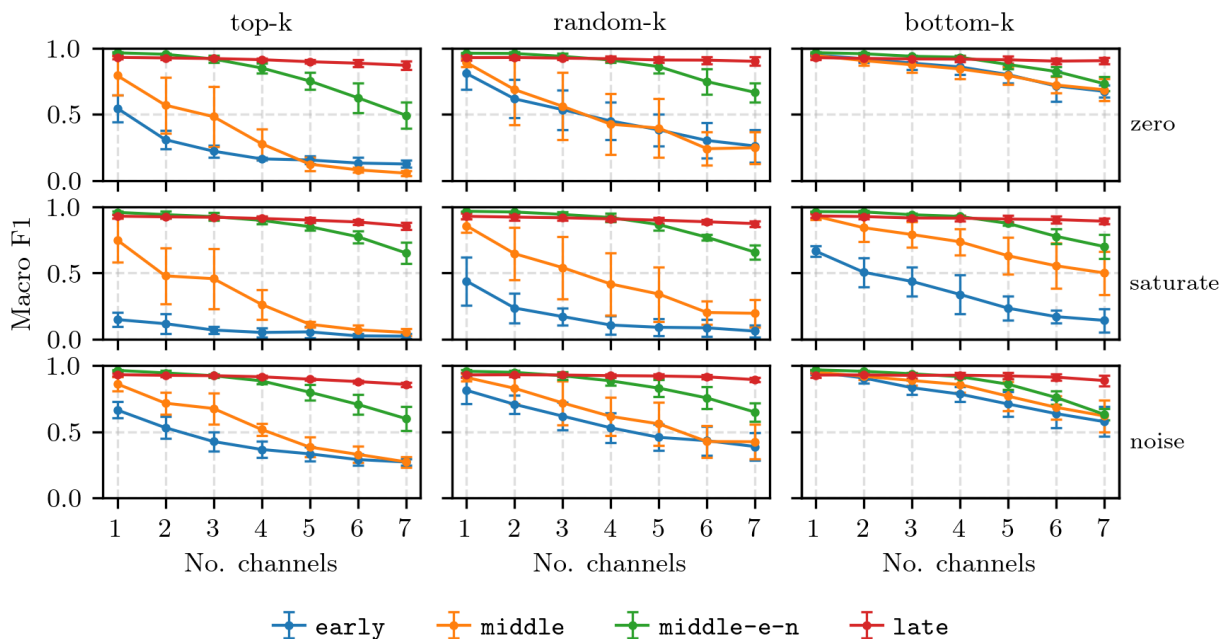 top-k random-k bottom-k
1.0
0.5
0.0
zero
1.0
0.5
0.0
saturate
1.0
0.5
0.0
noise
Macro F1
1 2 3 4 5 6 7 1 2 3 4 5 6 7 1 2 3 4 5 6 7
No. channels No. channels No. channels
early middle middle-e-n late